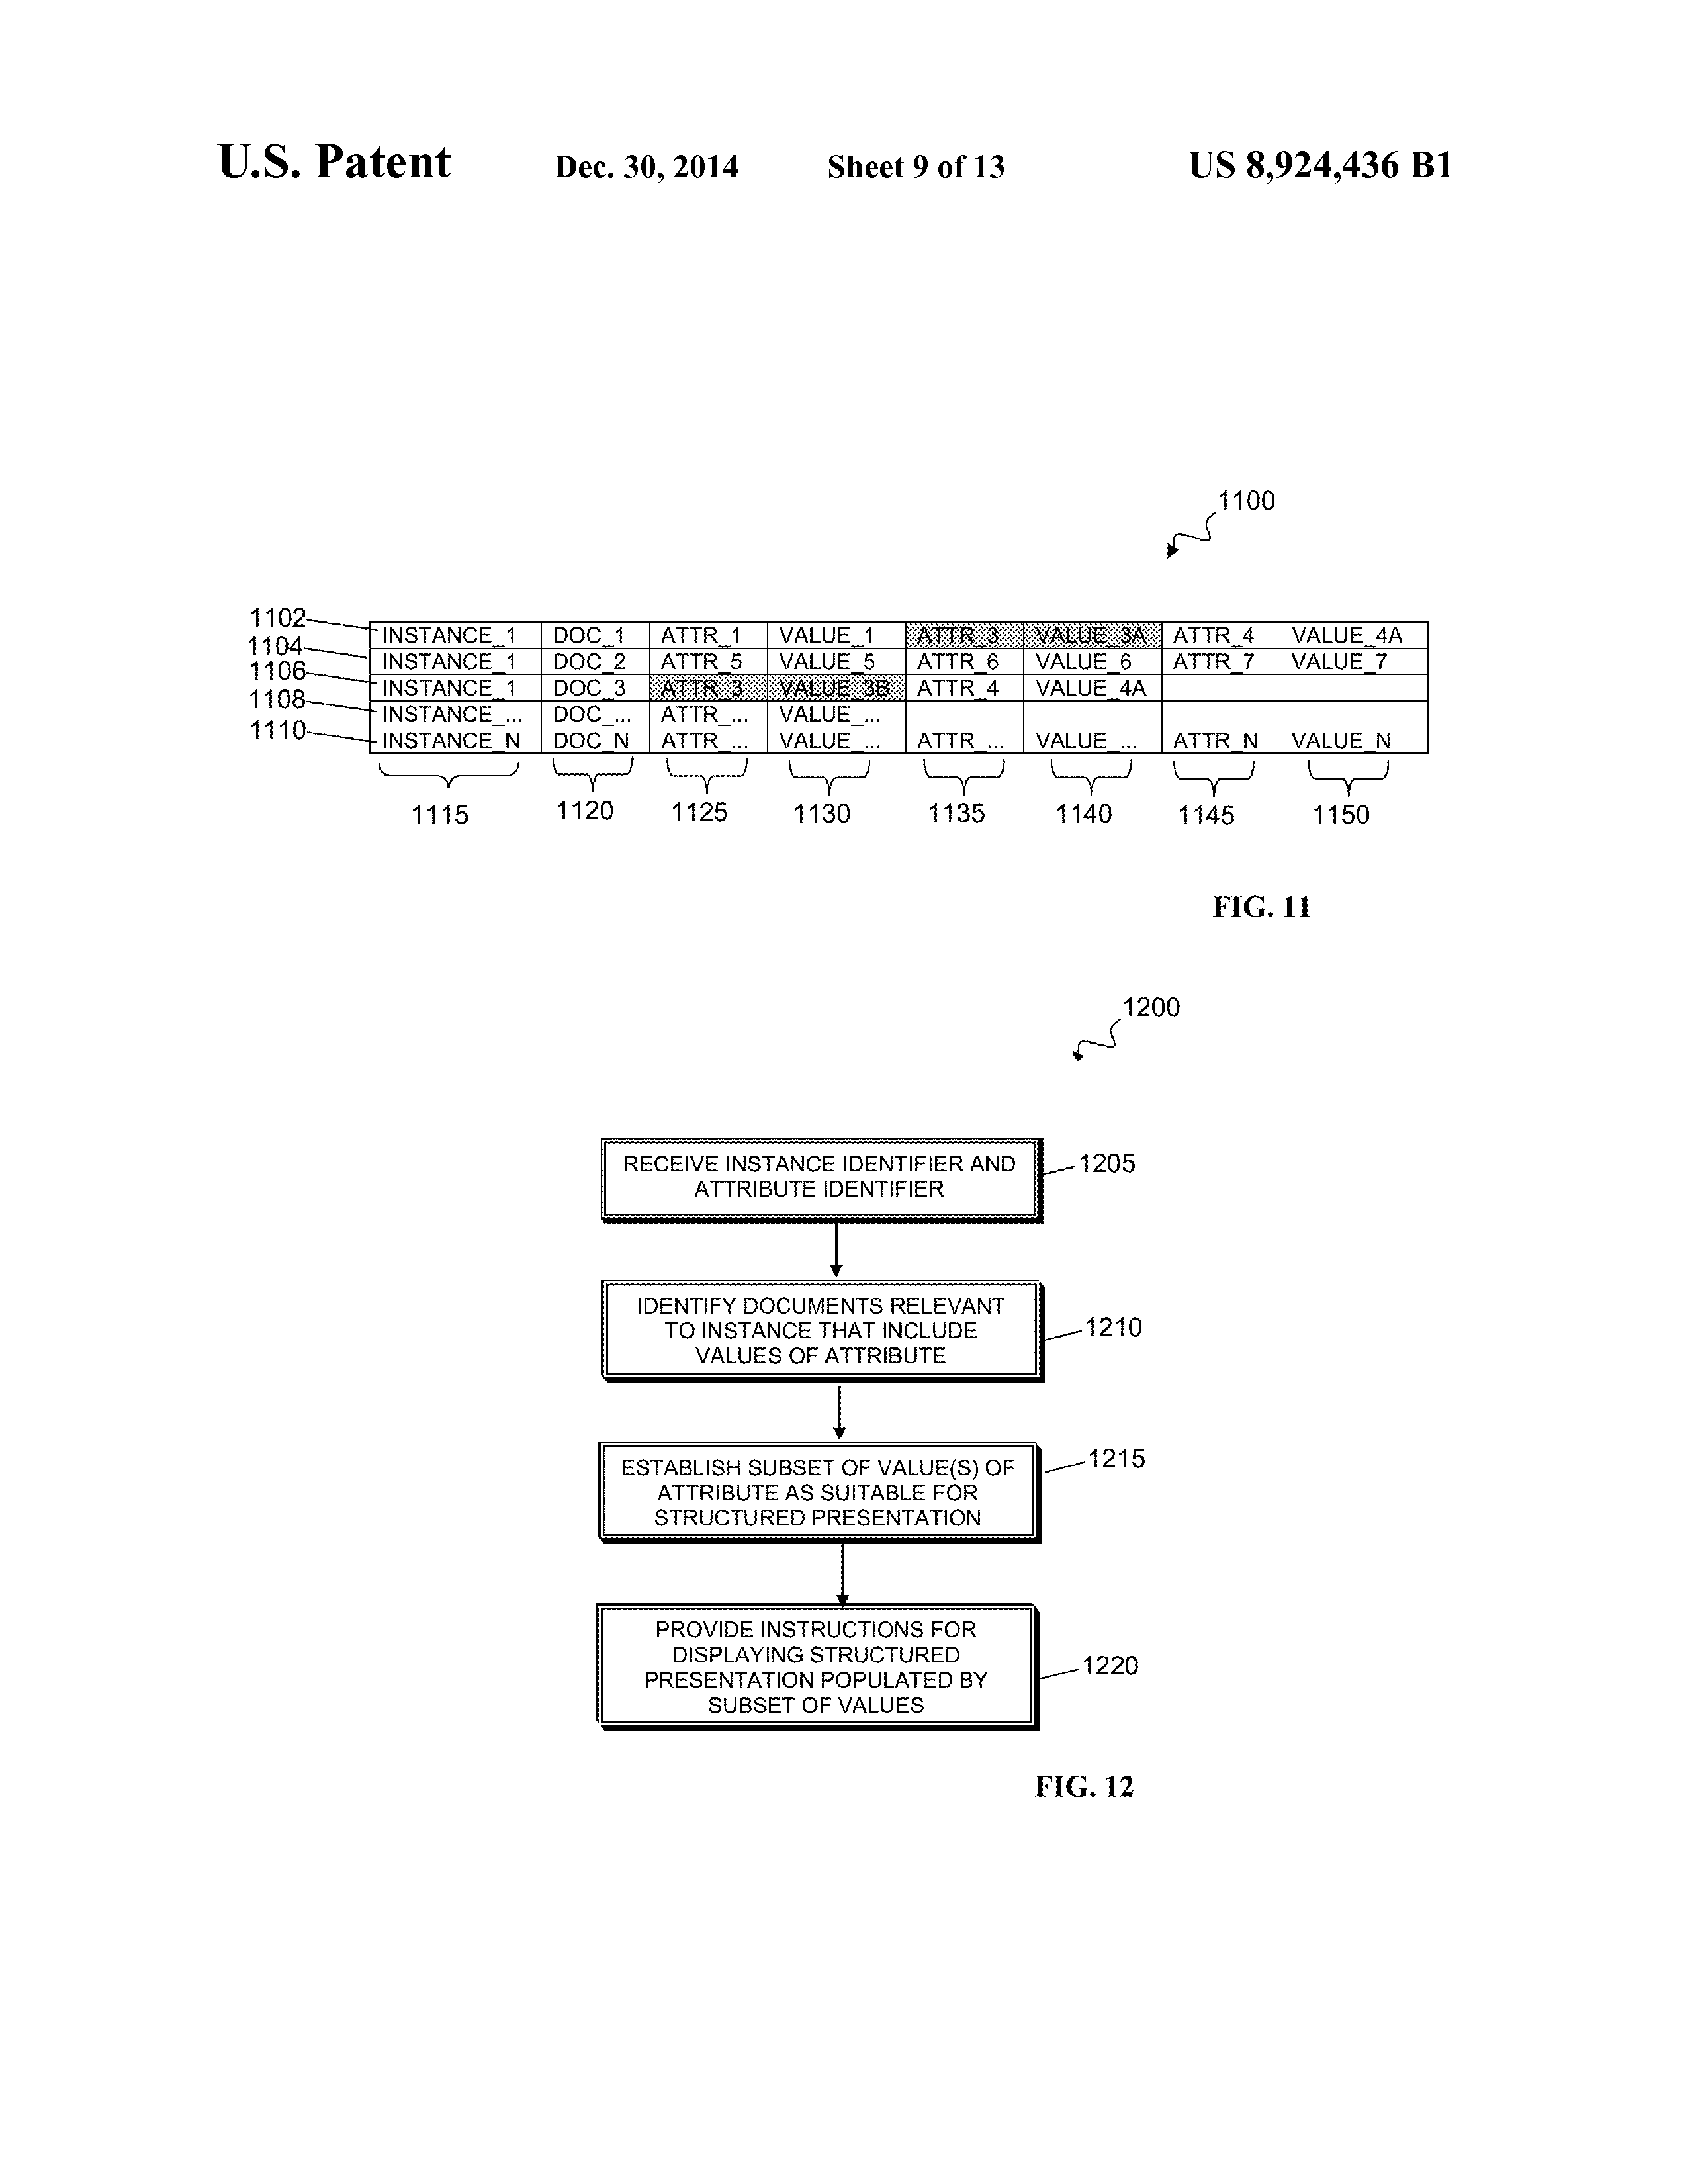 U.S. Patent Dec. 30, 2014 Sheet 9 of 13 US 8,924,436 B1
1100
1102 INSTANCE_1 DOC_1 ATTR_1 VALUE_1 ATTR_3 VALUE_3A ATTR_4 VALUE_4A
1104 INSTANCE_1 DOC_2 ATTR_5 VALUE_5 ATTR_6 VALUE_6 ATTR_7 VALUE_7
1106 INSTANCE_1 DOC_3 ATTR_3 VALUE_3B ATTR_4 VALUE_4A
1108 INSTANCE_... DOC_... ATTR_... VALUE_...
1110 INSTANCE_N DOC_N ATTR_... VALUE_... ATTR_... VALUE_... ATTR_N VALUE_N
1115 1120 1125 1130 1135 1140 1145 1150
FIG. 11
1200
RECEIVE INSTANCE IDENTIFIER AND
ATTRIBUTE IDENTIFIER
1205
IDENTIFY DOCUMENTS RELEVANT
TO INSTANCE THAT INCLUDE
VALUES OF ATTRIBUTE
1210
ESTABLISH SUBSET OF VALUE(S) OF
ATTRIBUTE AS SUITABLE FOR
STRUCTURED PRESENTATION
1215
PROVIDE INSTRUCTIONS FOR
DISPLAYING STRUCTURED
PRESENTATION POPULATED BY
SUBSET OF VALUES
1220
FIG. 12